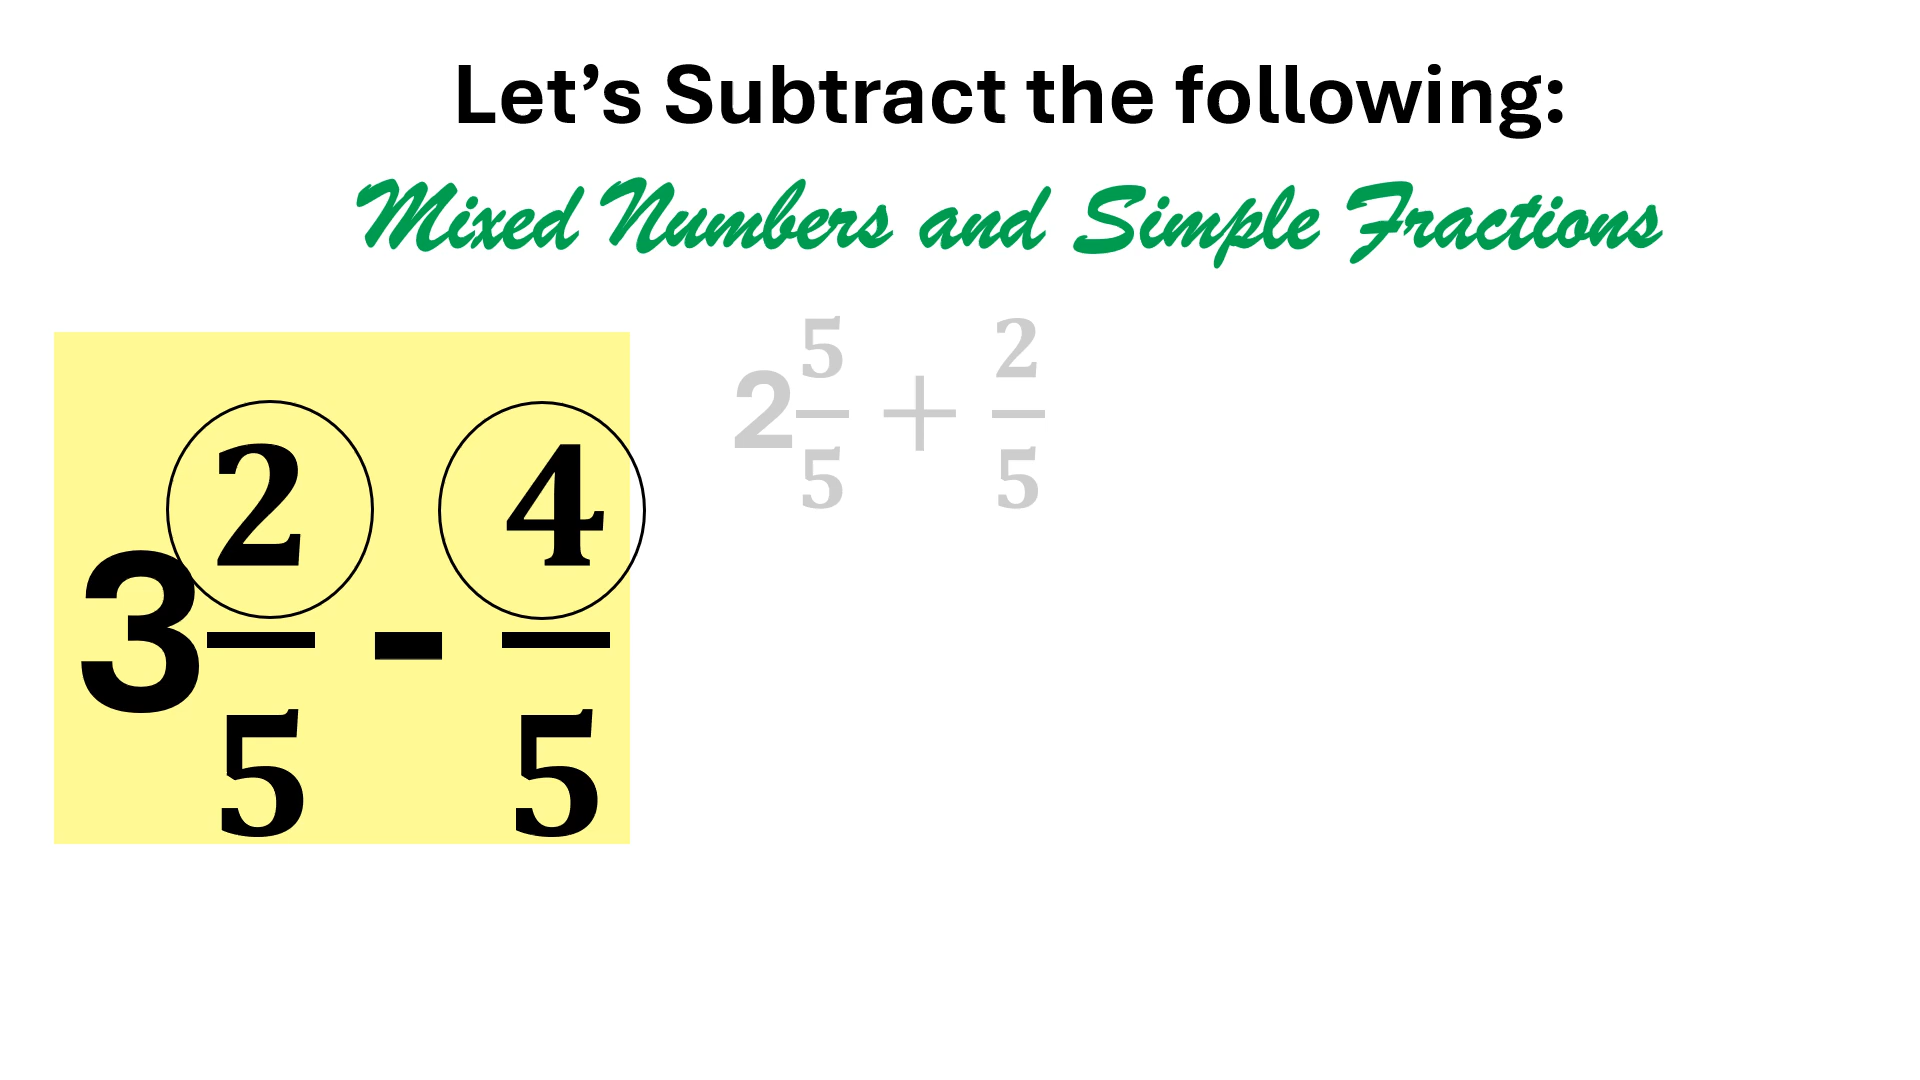 Let’s Subtract the following:
Mixed Numbers and Simple Fractions
3 2/5 - 4/5
2 5/5 + 2/5